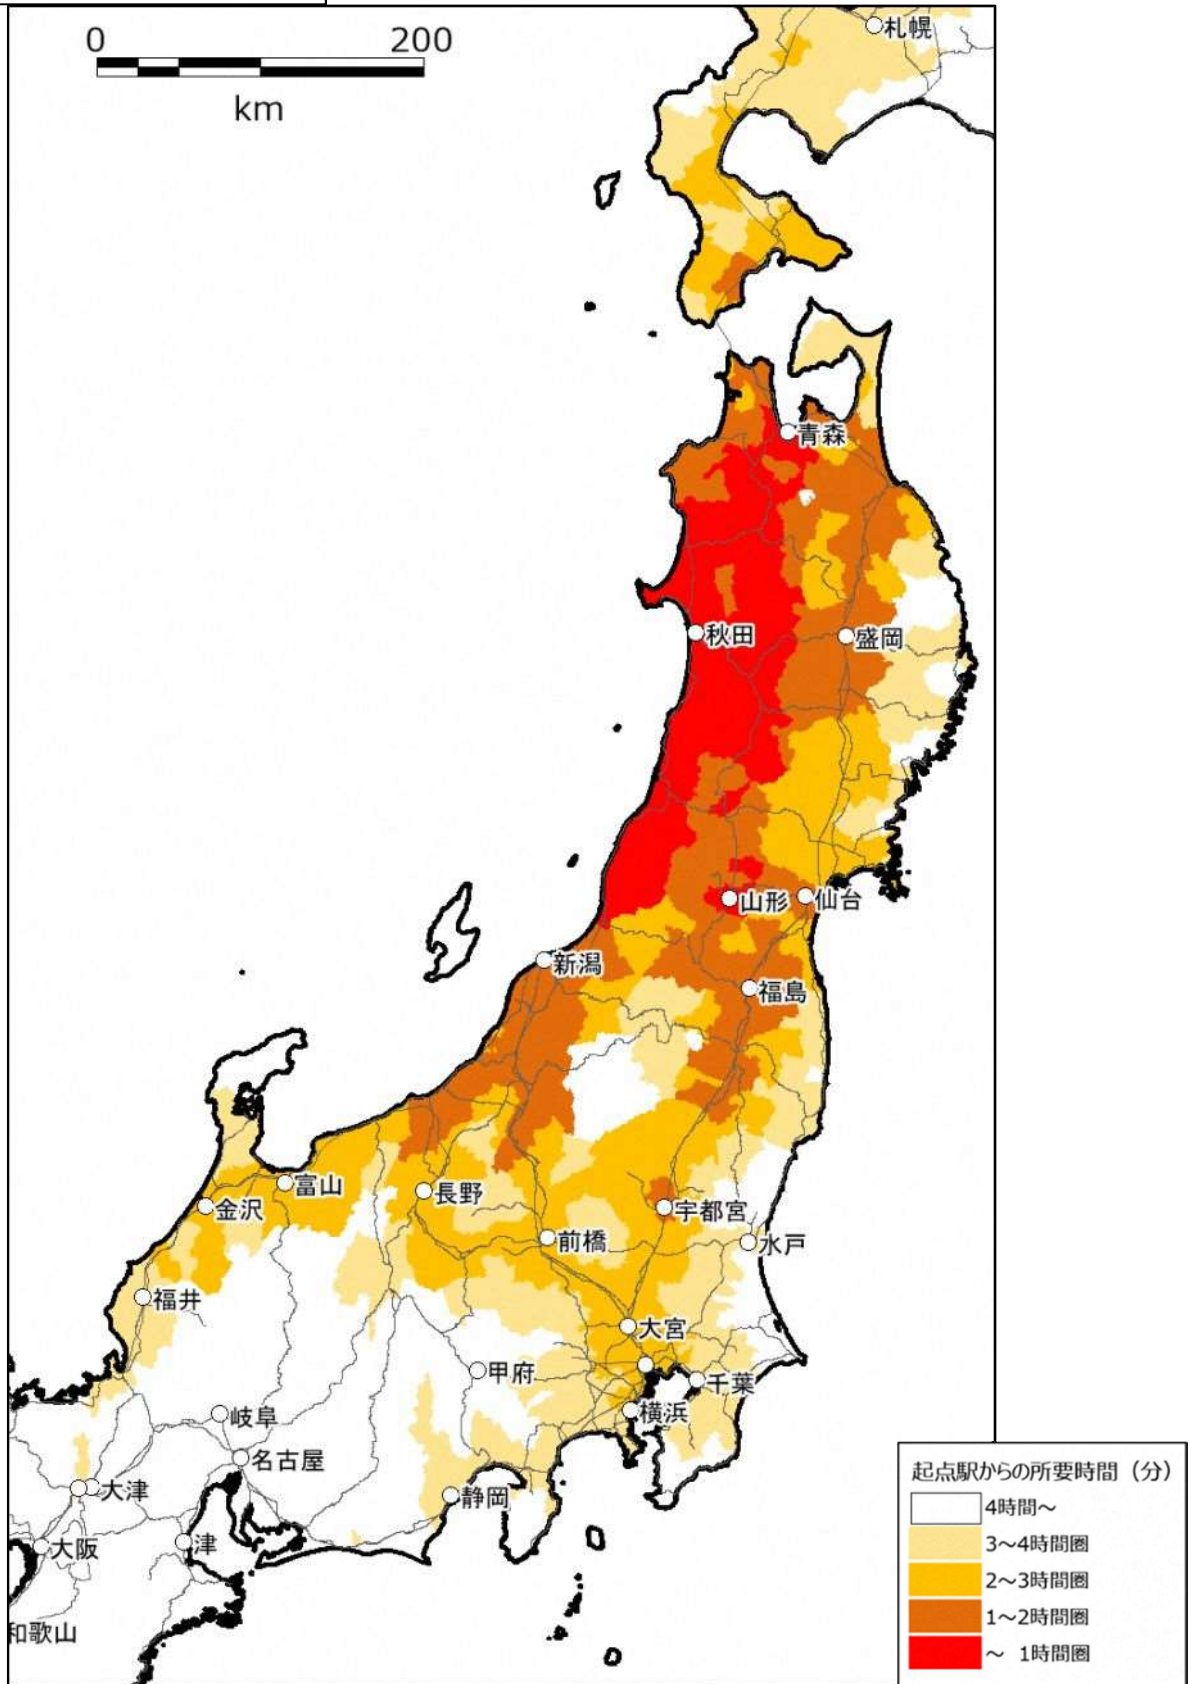 0 200
km
札幌
青森
秋田
盛岡
山形
仙台
新潟
福島
富山
長野
宇都宮
金沢
前橋
水戸
福井
大宮
甲府
千葉
岐阜
横浜
名古屋
大津
静岡
大阪
津
和歌山
起点駅からの所要時間（分）
4時間～
3～4時間圏
2～3時間圏
1～2時間圏
～ 1時間圏